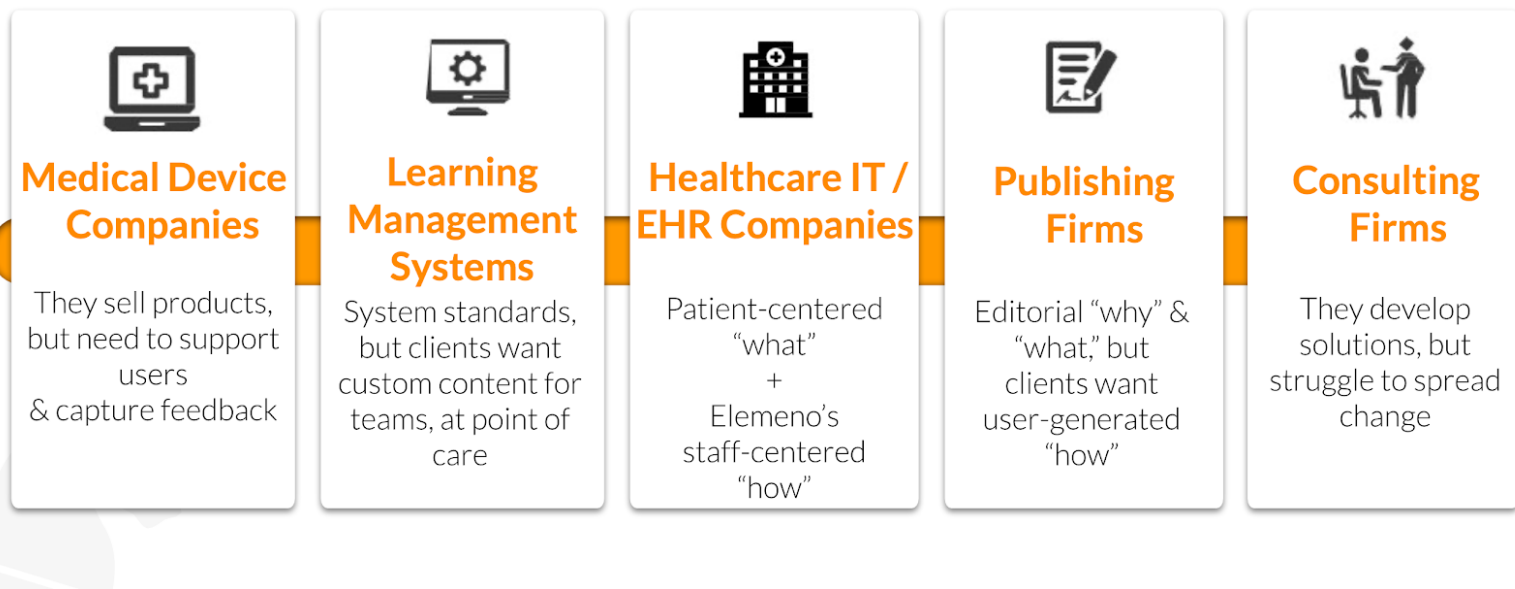 Medical Device
Companies
They sell products,
but need to support
users
& capture feedback
Learning
Management
Systems
System standards,
but clients want
custom content for
teams, at point of
care
Healthcare IT /
EHR Companies
Patient-centered
“what”
+
Elemeno’s
staff-centered
“how”
Publishing
Firms
Editorial “why” &
“what,” but
clients want
user-generated
“how”
Consulting
Firms
They develop
solutions, but
struggle to spread
change